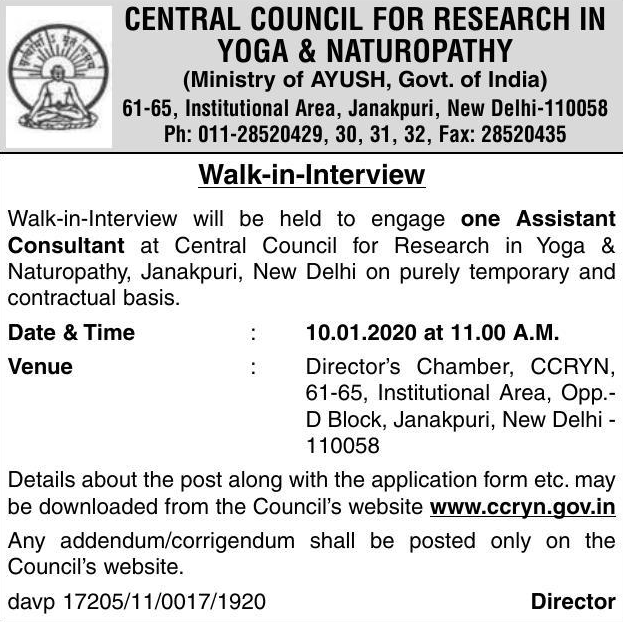 CENTRAL COUNCIL FOR RESEARCH IN
YOGA & NATUROPATHY
(Ministry of AYUSH, Govt. of India)
61-65, Institutional Area, Janakpuri, New Delhi-110058
Ph: 011-28520429, 30, 31, 32, Fax: 28520435
Walk-in-Interview
Walk-in-Interview will be held to engage one Assistant
Consultant at Central Council for Research in Yoga &
Naturopathy, Janakpuri, New Delhi on purely temporary and
contractual basis.
Date & Time : 10.01.2020 at 11.00 A.M.
Venue : Director's Chamber, CCRYN,
61-65, Institutional Area, Opp.-
D Block, Janakpuri, New Delhi -
110058
Details about the post along with the application form etc. may
be downloaded from the Council's website www.ccryn.gov.in
Any addendum/corrigendum shall be posted only on the
Council's website.
davp 17205/11/0017/1920 Director